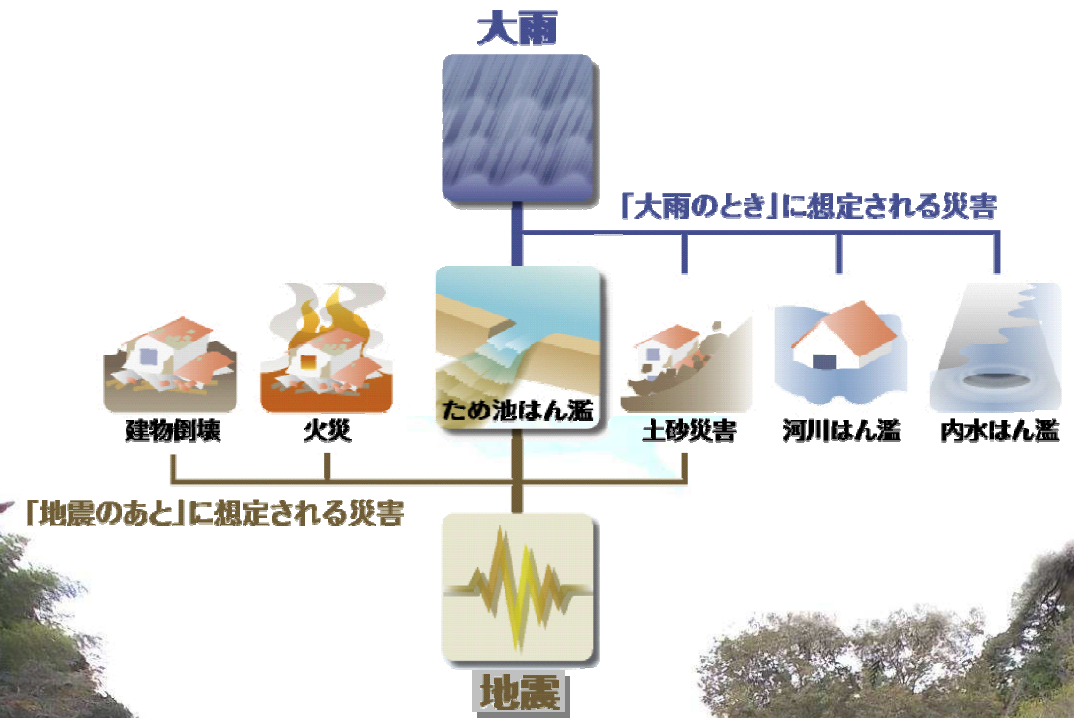 大雨
「大雨のとき」に想定される災害
建物倒壊
火災
ため池はん濫
土砂災害
河川はん濫
内水はん濫
「地震のあと」に想定される災害
地震